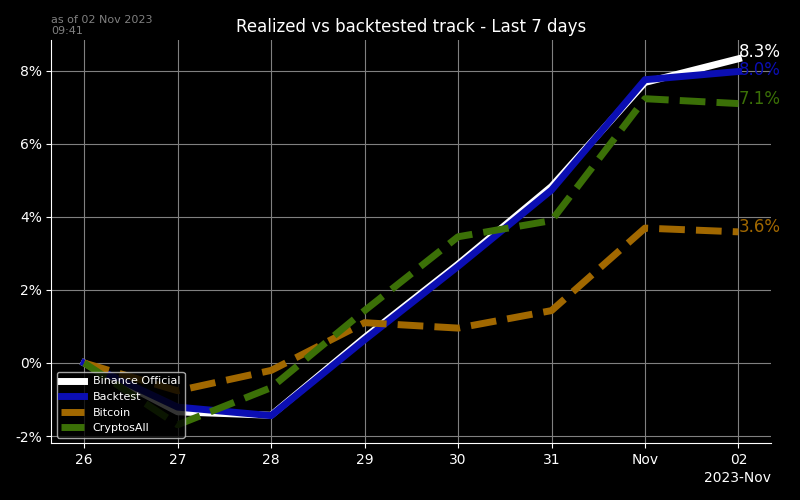 as of 02 Nov 2023
09:41
Realized vs backtested track - Last 7 days
8.3%
8.0%
7.1%
3.6%
8%
6%
4%
2%
0%
-2%
Binance Official
Backtest
Bitcoin
CryptosAll
26 27 28 29 30 31 Nov 02
2023-Nov